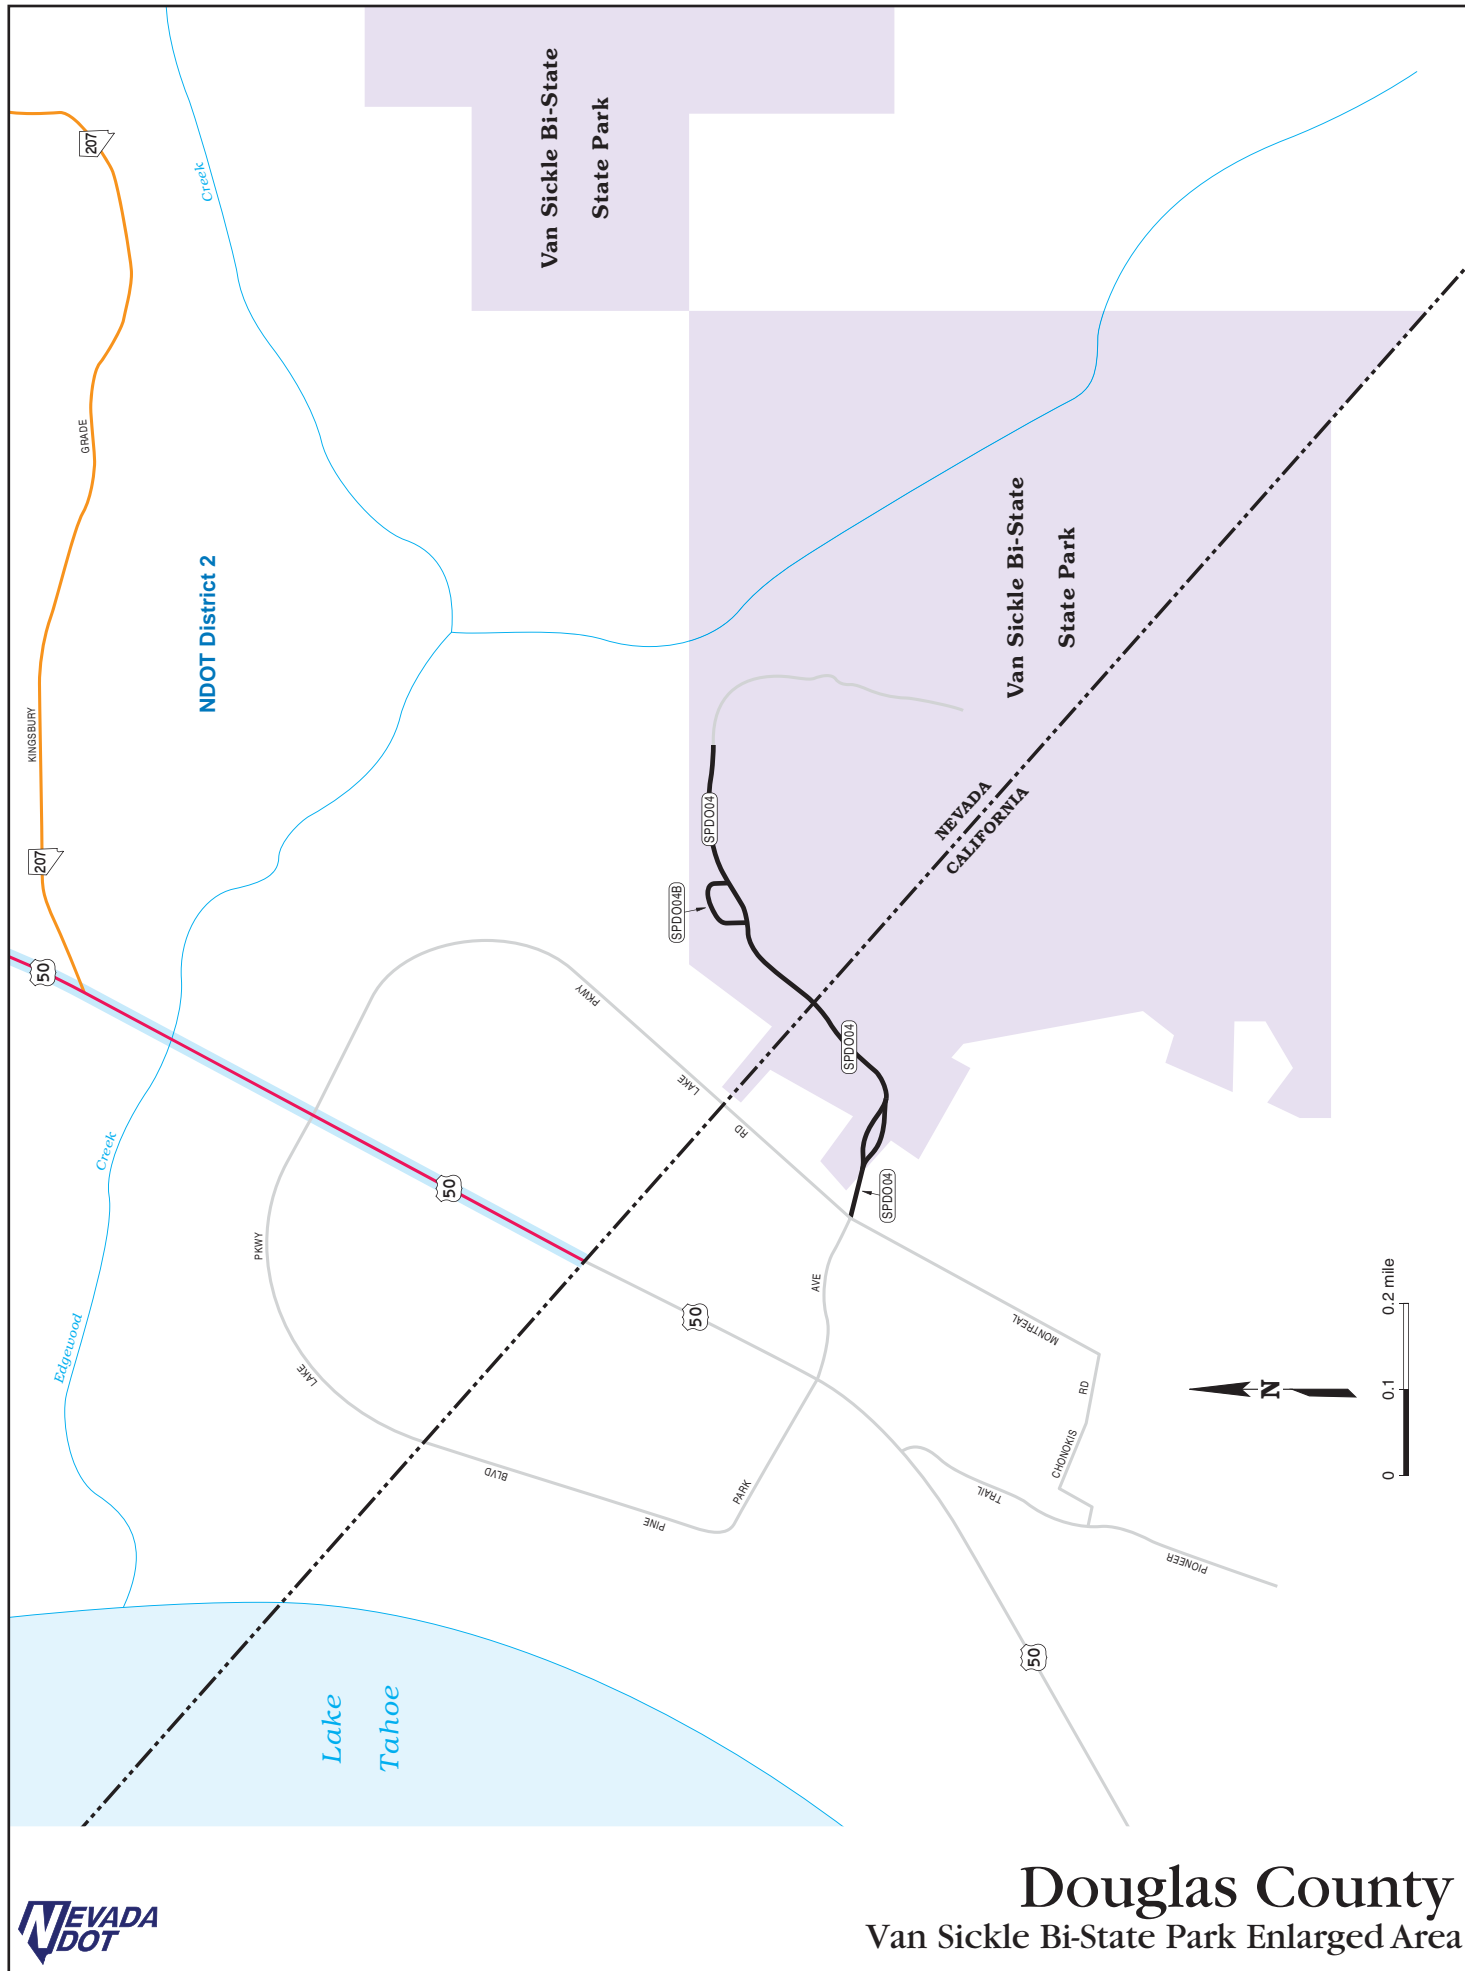 207
Creek
Van Sickle Bi-State
State Park
GRADE
KINGSBURY
NDOT District 2
207
50
Van Sickle Bi-State
State Park
SPDO04
SPDO04B
NEVADA
CALIFORNIA
PKWY
LAKE
RD
SPDO04
SPDO04
Creek
Edgewood
50
PKWY
LAKE
BLVD
PINE
PARK
AVE
50
MONTREAL
RD
CHONOKIS
TRAIL
PIONEER
50
N
0
0.1
0.2 mile
Lake
Tahoe
NEVADA
DOT
Douglas County
Van Sickle Bi-State Park Enlarged Area